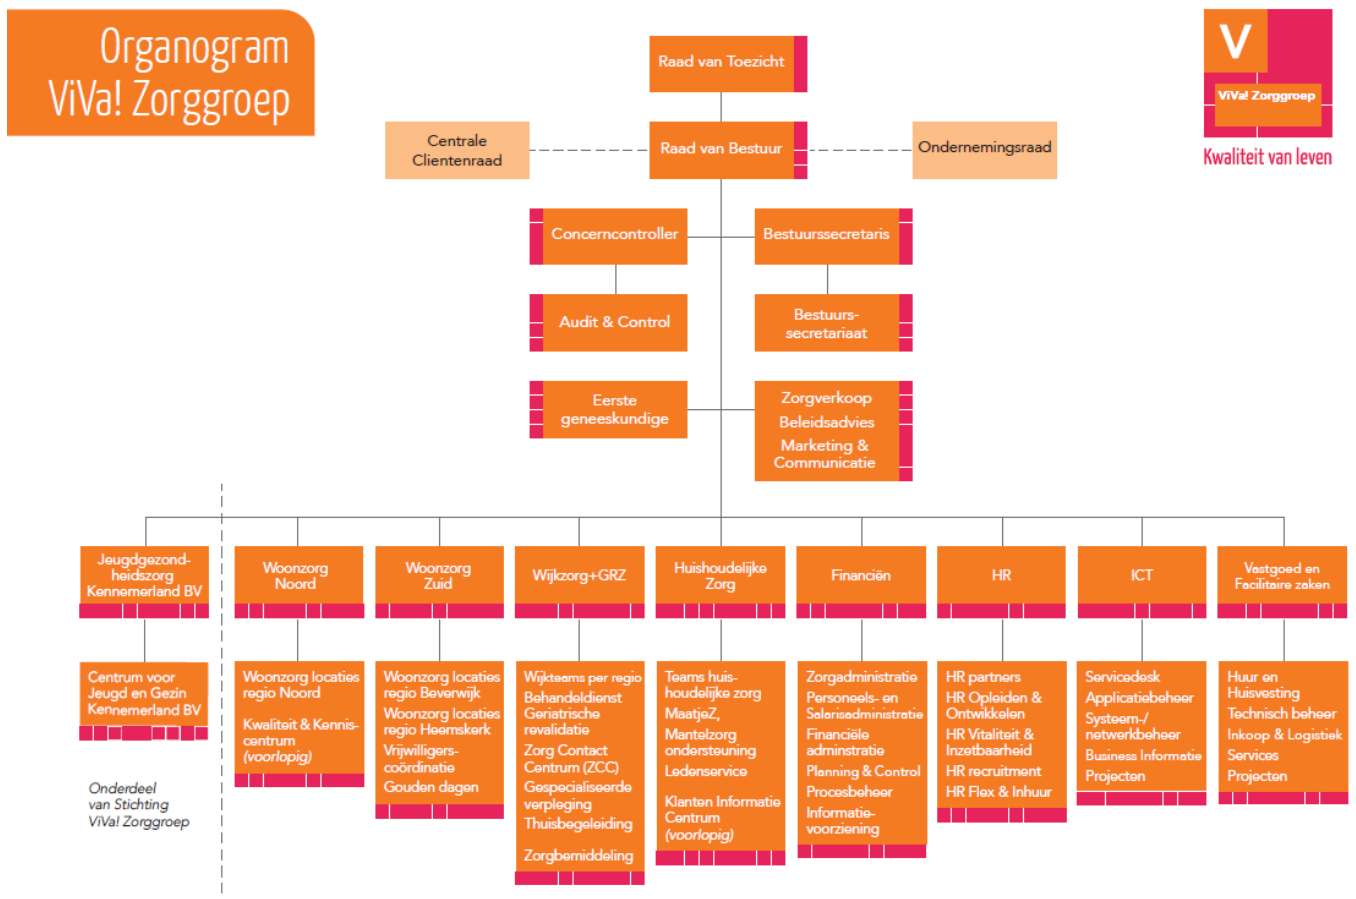 Organogram
ViVa! Zorggroep
V
ViVa! Zorggroep
Kwaliteit van leven
Raad van Toezicht
Centrale
Clientenraad
Raad van Bestuur
Ondernemingsraad
Concerncontroller
Bestuurssecretaris
Audit & Control
Bestuurs-
secretariaat
Eerste
geneeskundige
Zorgverkoop
Beleidsadvies
Marketing &
Communicatie
Jeugdgezond-
heidszorg
Kennemerland BV
Woonzorg
Noord
Woonzorg
Zuid
Wijkzorg+GRZ
Huishoudelijke
Zorg
Financiën
HR
ICT
Vastgoed en
Facilitaire zaken
Centrum voor
Jeugd en Gezin
Kennemerland BV
Onderdeel
van Stichting
ViVa! Zorggroep
Woonzorg locaties
regio Noord
Kwaliteit & Kennis-
centrum
(voorlopig)
Woonzorg locaties
regio Beverwijk
Woonzorg locaties
regio Heemskerk
Vrijwilligers-
coördinatie
Gouden dagen
Wijkteams per regio
Behandeldienst
Geriatrische
revalidatie
Zorg Contact
Centrum (ZCC)
Gespecialiseerde
verpleging
Thuisbegeleiding
Zorgbemiddeling
Teams huis-
houdelijke zorg
MaatjeZ,
Mantelzorg
ondersteuning
Ledenservice
Klanten Informatie
Centrum
(voorlopig)
Zorgadministratie
Personeels- en
Salarisadministratie
Financiële
adminstratie
Planning & Control
Procesbeheer
Informatie-
voorziening
HR partners
HR Opleiden &
Ontwikkelen
HR Vitaliteit &
Inzetbaarheid
HR recruitment
HR Flex & Inhuur
Servicedesk
Applicatiebeheer
Systeem-/
netwerkbeheer
Business Informatie
Projecten
Huur en
Huisvesting
Technisch beheer
Inkoop & Logistiek
Services
Projecten